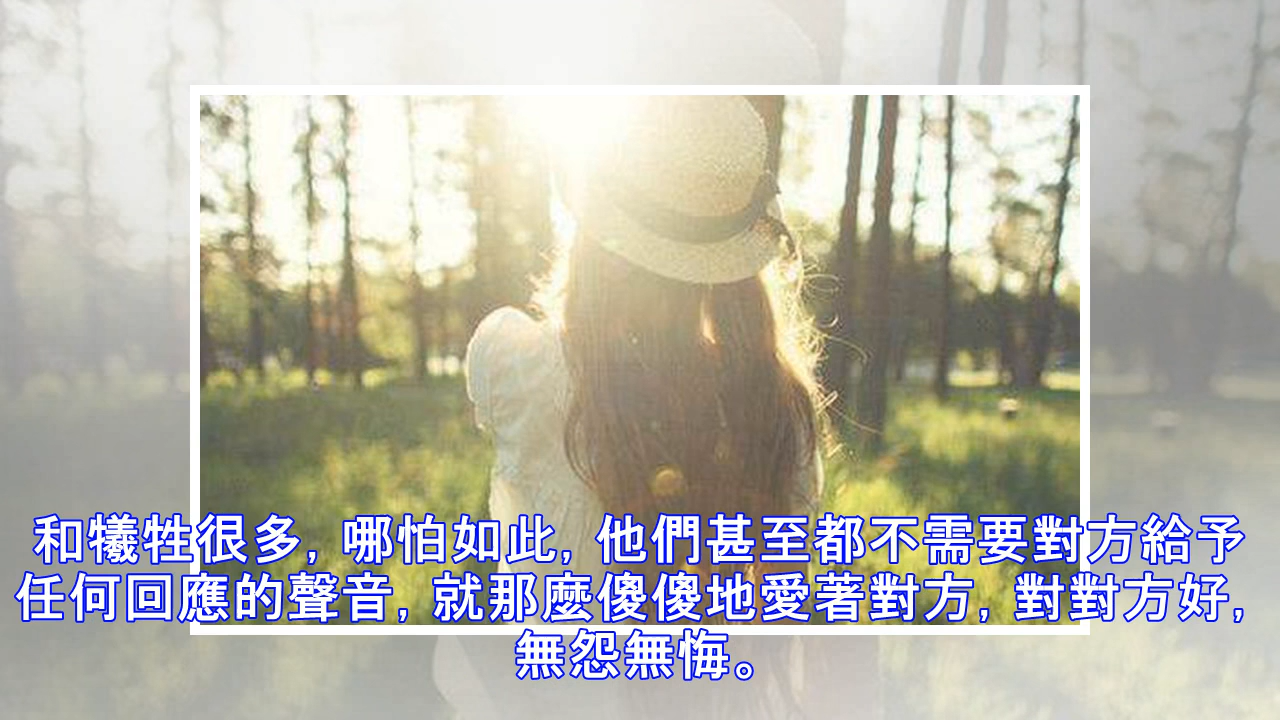 和犧牲很多, 哪怕如此, 他們甚至都不需要對方給予
任何回應的聲音, 就那麼傻傻地愛著對方, 對對方好,
無怨無悔。